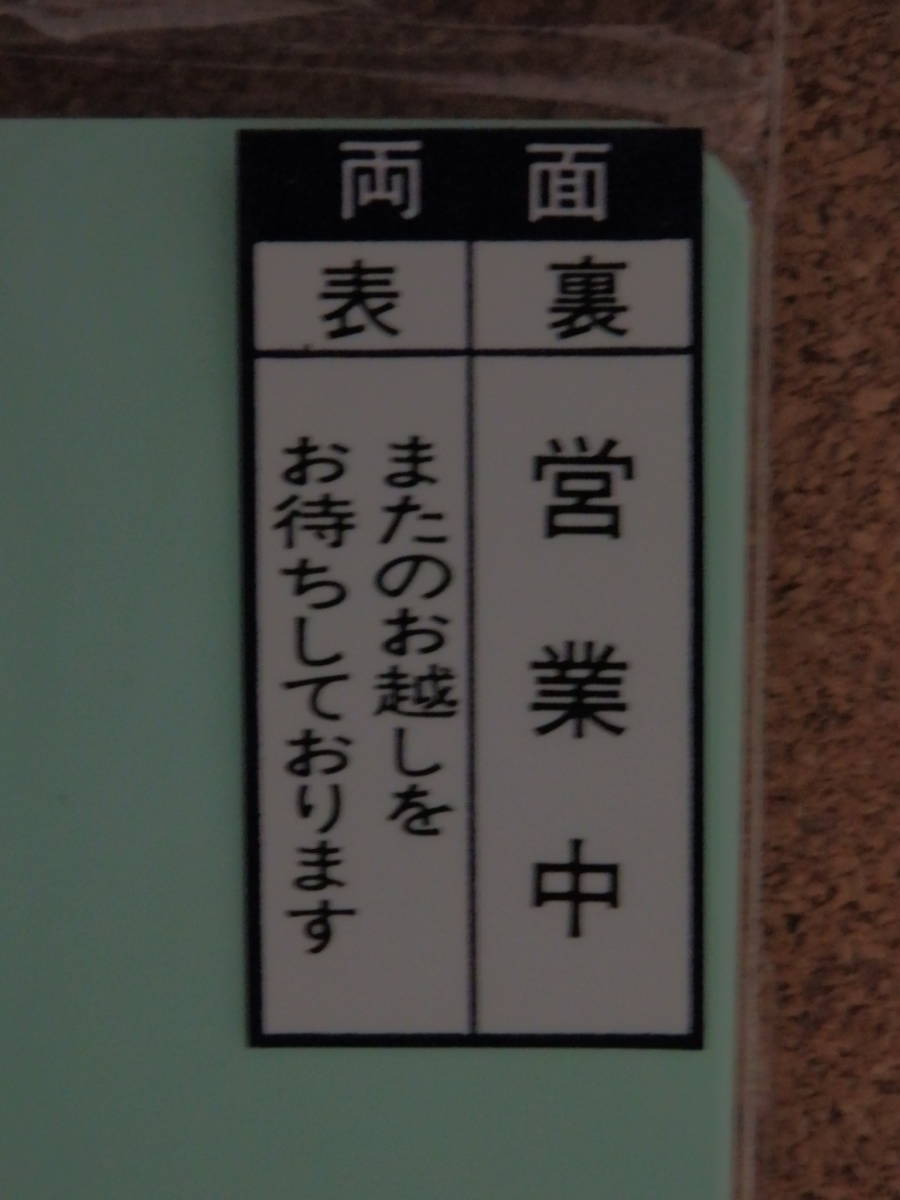 両面
裏
営業中
表
またのお越しを
お待ちしております